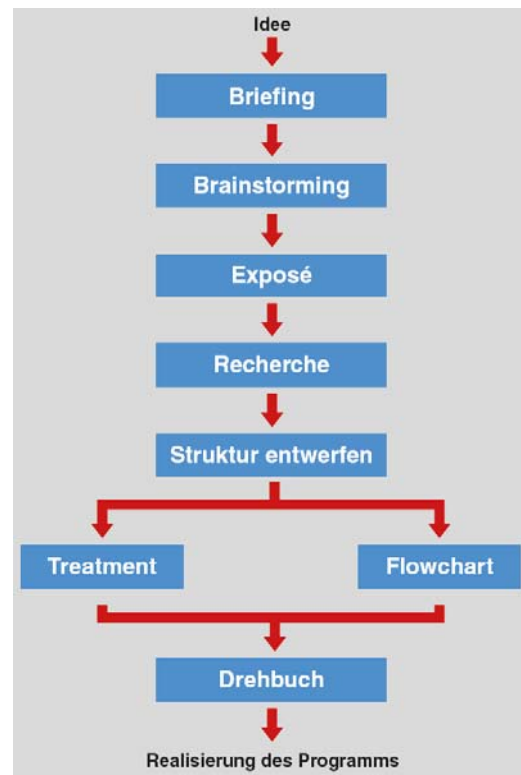 Idee
Briefing
Brainstorming
Exposé
Recherche
Struktur entwerfen
Treatment
Flowchart
Drehbuch
Realisierung des Programms